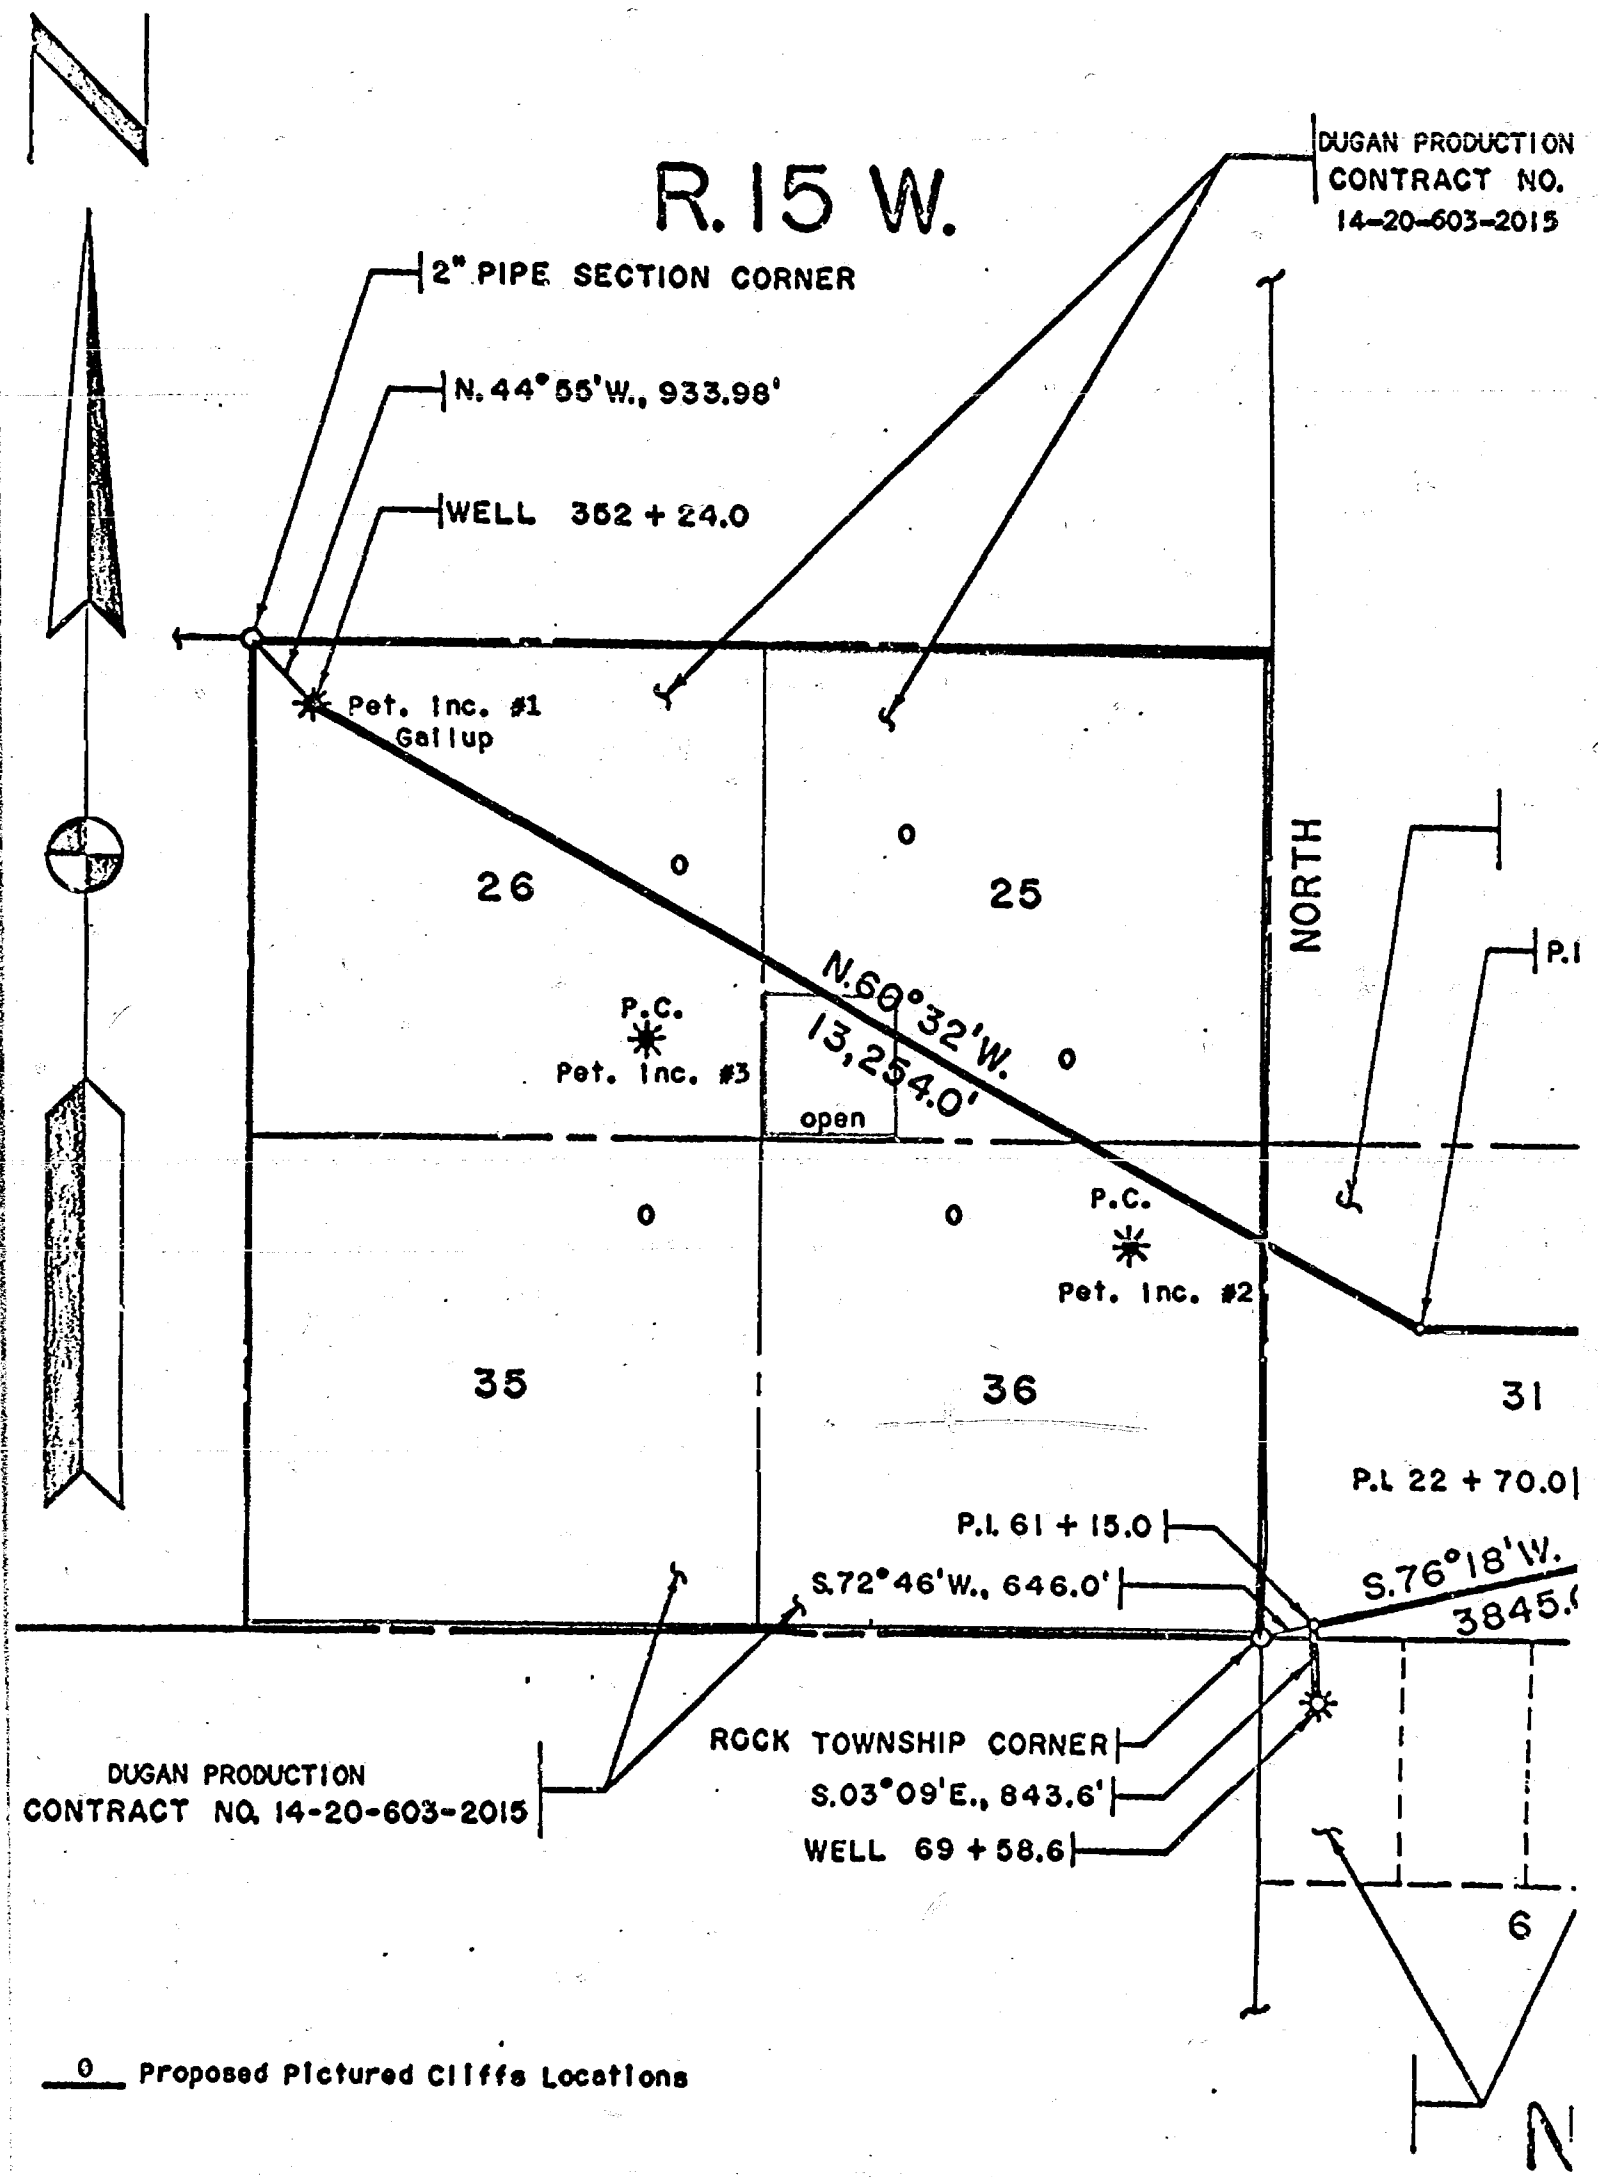 N
R. 15 W.
DUGAN PRODUCTION
CONTRACT NO.
14-20-603-2015
2" PIPE SECTION CORNER
N. 44° 55' W., 933.98'
WELL 352 + 24.0
Pet. Inc. #1
Gallup
26
25
NORTH
P.I
N. 60° 32' W.
13,254.0'
P.C.
Pet. Inc. #3
open
P.C.
Pet. Inc. #2
35
36
31
P.I. 22 + 70.0
P.I. 61 + 15.0
S. 72° 46' W., 646.0'
S. 76° 18' W.
3845.0
ROCK TOWNSHIP CORNER
S. 03° 09' E., 843.6'
WELL 69 + 58.6
DUGAN PRODUCTION
CONTRACT NO. 14-20-603-2015
6
O Proposed Pictured Cliffs Locations
N